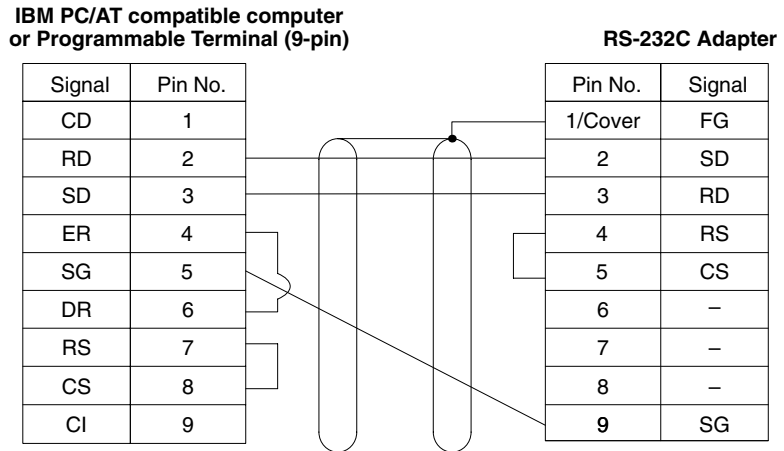 IBM PC/AT compatible computer
or Programmable Terminal (9-pin)
RS-232C Adapter
Signal Pin No. Pin No. Signal
CD 1 1/Cover FG
RD 2 2 SD
SD 3 3 RD
ER 4 4 RS
SG 5 5 CS
DR 6 6 –
RS 7 7 –
CS 8 8 –
CI 9 9 SG